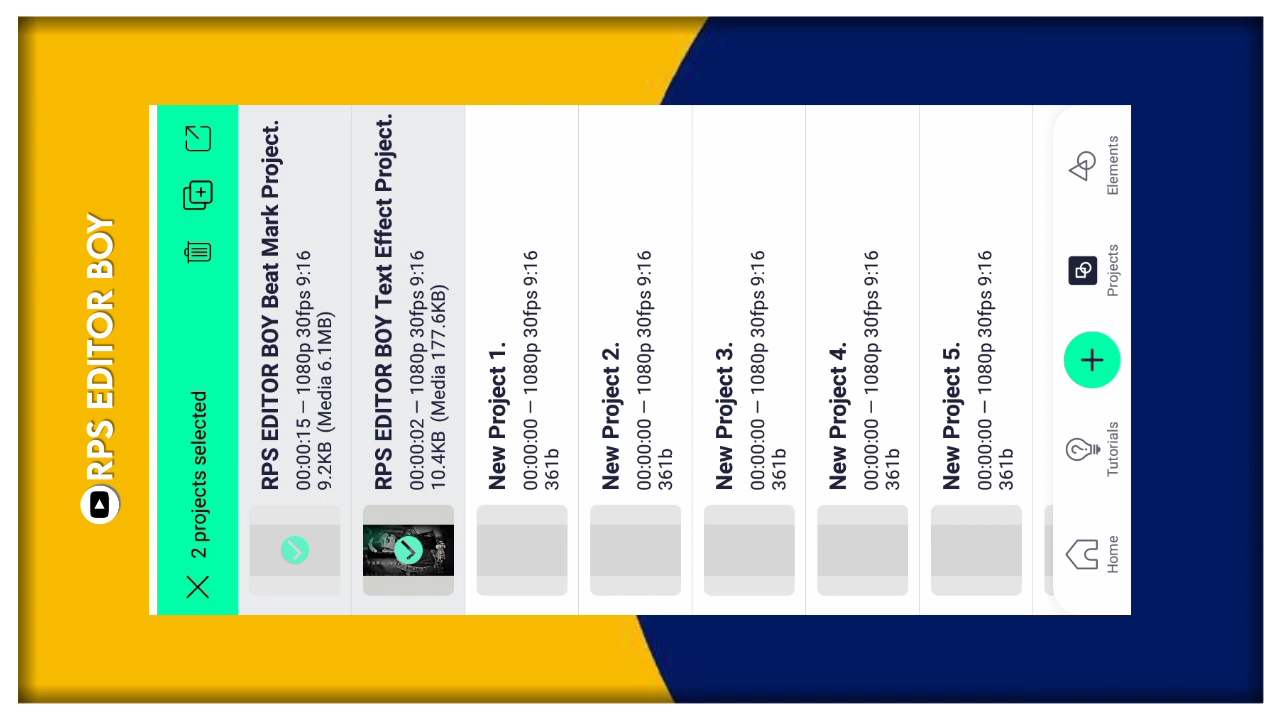 RPS EDITOR BOY
2 projects selected
RPS EDITOR BOY Beat Mark Project.
00:00:15 – 1080p 30fps 9:16
9.2KB (Media 6.1MB)
RPS EDITOR BOY Text Effect Project.
00:00:02 – 1080p 30fps 9:16
10.4KB (Media 177.6KB)
New Project 1.
00:00:00 – 1080p 30fps 9:16
361b
New Project 2.
00:00:00 – 1080p 30fps 9:16
361b
New Project 3.
00:00:00 – 1080p 30fps 9:16
361b
New Project 4.
00:00:00 – 1080p 30fps 9:16
361b
New Project 5.
00:00:00 – 1080p 30fps 9:16
361b
Home
Tutorials
Projects
Elements